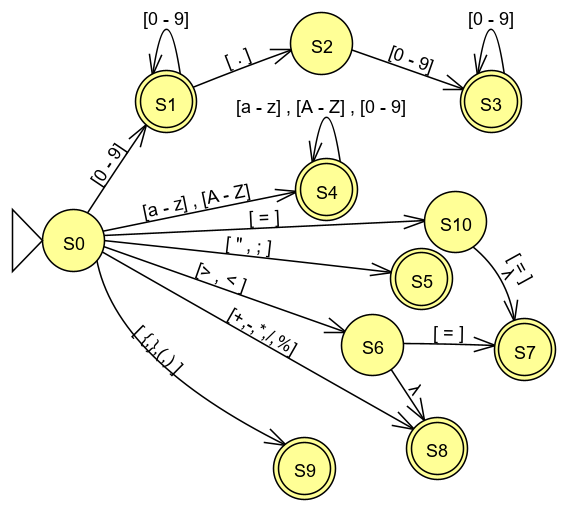 [0 - 9]
[0 - 9]
S2
[ . ]
[0 - 9]
S1
S3
[a - z] , [A - Z] , [0 - 9]
[0 - 9]
S4
[a - z] , [A - Z]
[ = ]
S10
S0
[ " , ; ]
S5
[ = ]
λ
[> , < ]
[+,-, *,/,%]
S6
[ = ]
S7
[ {,},(,) ]
λ
S8
S9